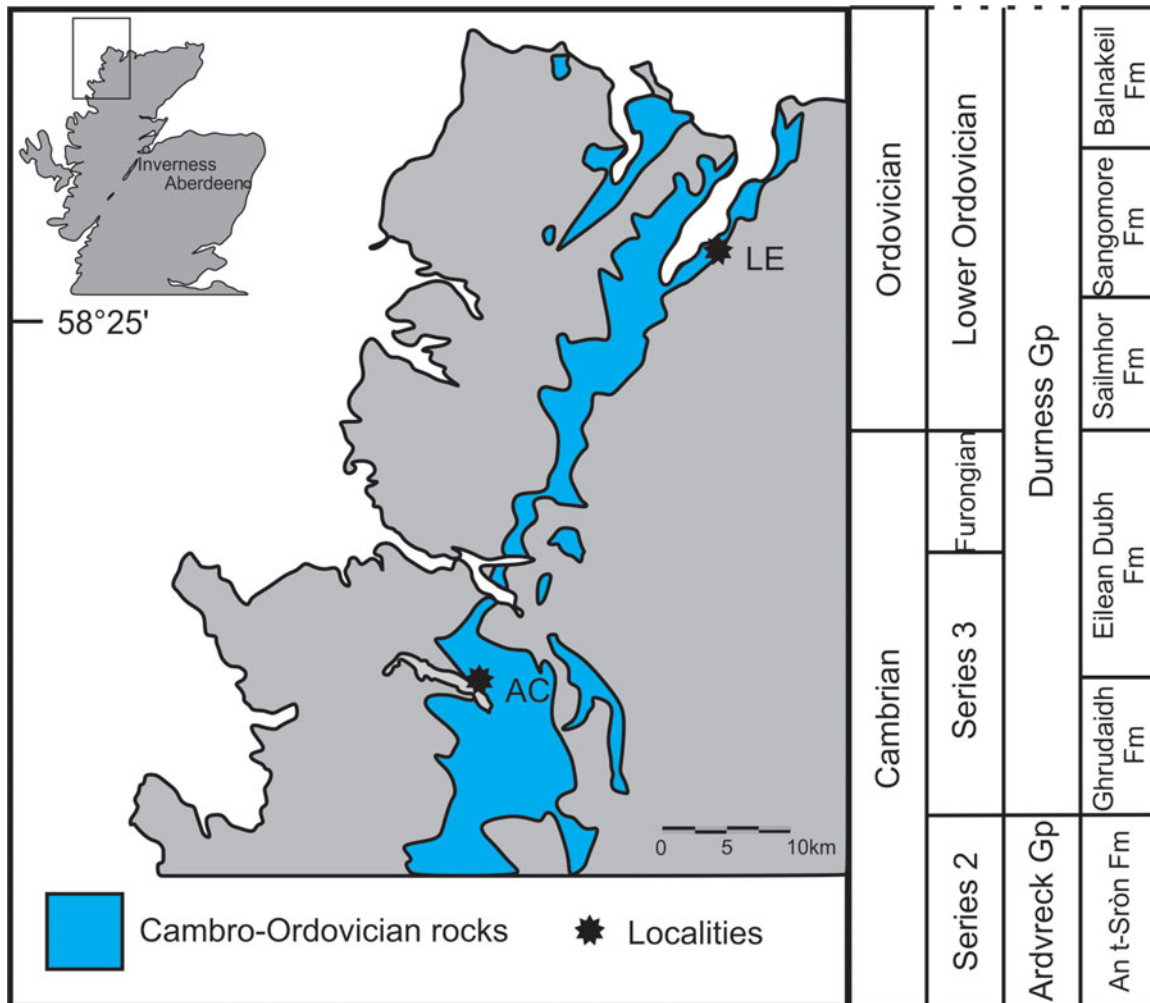 Inverness
Aberdeen
58°25'
LE
AC
0 5 10km
Cambro-Ordovician rocks
Localities
Ordovician
Cambrian
Lower Ordovician
Furongian
Series 3
Series 2
Durness Gp
Ardvreck Gp
Balnakeil
Fm
Sangomore
Fm
Sailmhor
Fm
Eilean Dubh
Fm
Ghrudaidh
Fm
An t-Sròn Fm